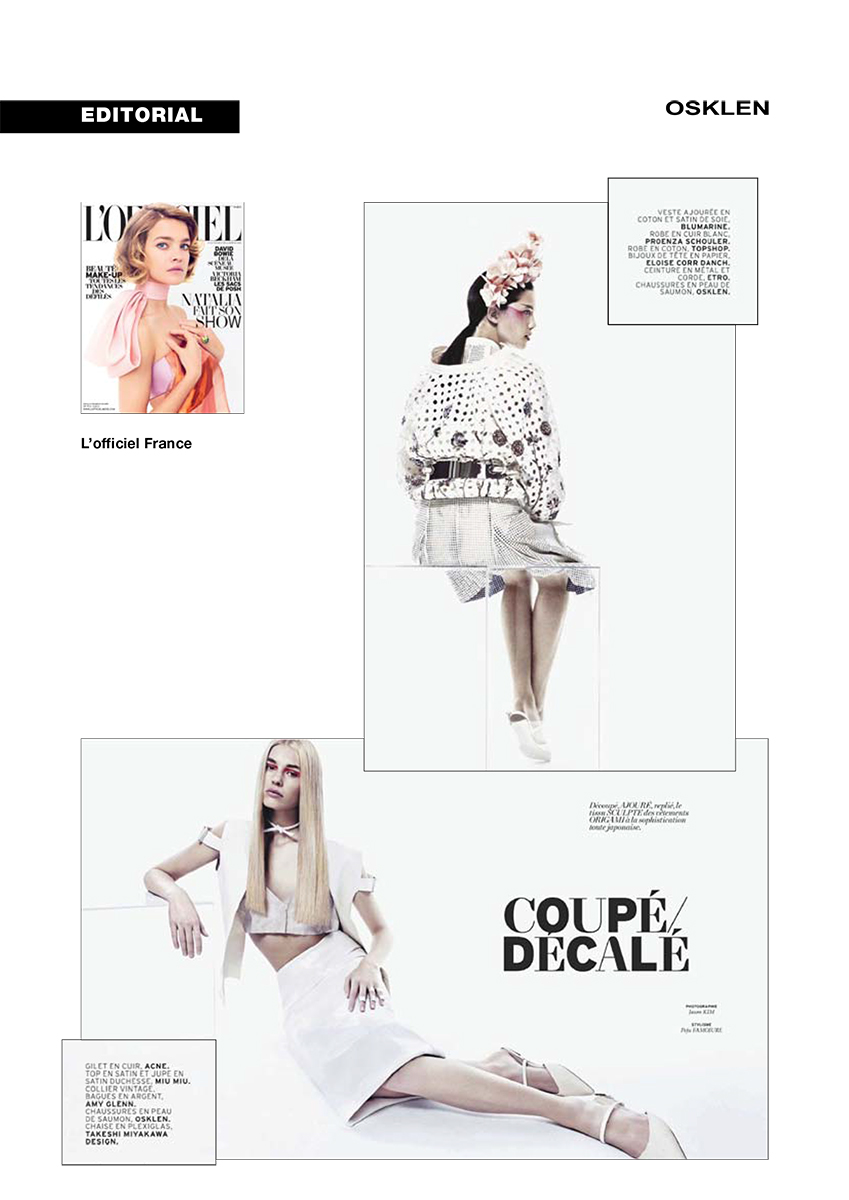 EDITORIAL
OSKLEN
L'OFFICIEL
DAVID
BOWIE
DE LA
SCÈNE AU
MUSÉE
VICTORIA
BECKHAM
LES SACS
DE POSH
BEAUTÉ
MAKE-UP
TOUTES LES
TENDANCES
DES
DÉFILÉS
NATALIA
FAIT SON
SHOW
L'officiel France
VESTE AJOURÉE EN
COTON ET SATIN DE SOIE,
BLUMARINE.
ROBE EN CUIR BLANC,
PROENZA SCHOULER.
ROBE EN COTON, TOPSHOP.
BIJOUX DE TÊTE EN PAPIER,
ELOISE CORR DANCH.
CEINTURE EN MÉTAL ET
CORDE, ETRO.
CHAUSSURES EN PEAU DE
SAUMON, OSKLEN.
Découpé, AJOURÉ, replié, le
tissu SCULPTE des vêtements
ORIGAMI à la sophistication
toute japonaise.
COUPÉ/
DÉCALÉ
PHOTOGRAPHE
Jason KIM
STYLISME
GILET EN CUIR, ACNE.
TOP EN SATIN ET JUPE EN
SATIN DUCHESSE, MIU MIU.
COLLIER VINTAGE.
BAGUES EN ARGENT,
AMY GLENN.
CHAUSSURES EN PEAU
DE SAUMON, OSKLEN.
CHAISE EN PLEXIGLAS,
TAKESHI MIYAKAWA
DESIGN.